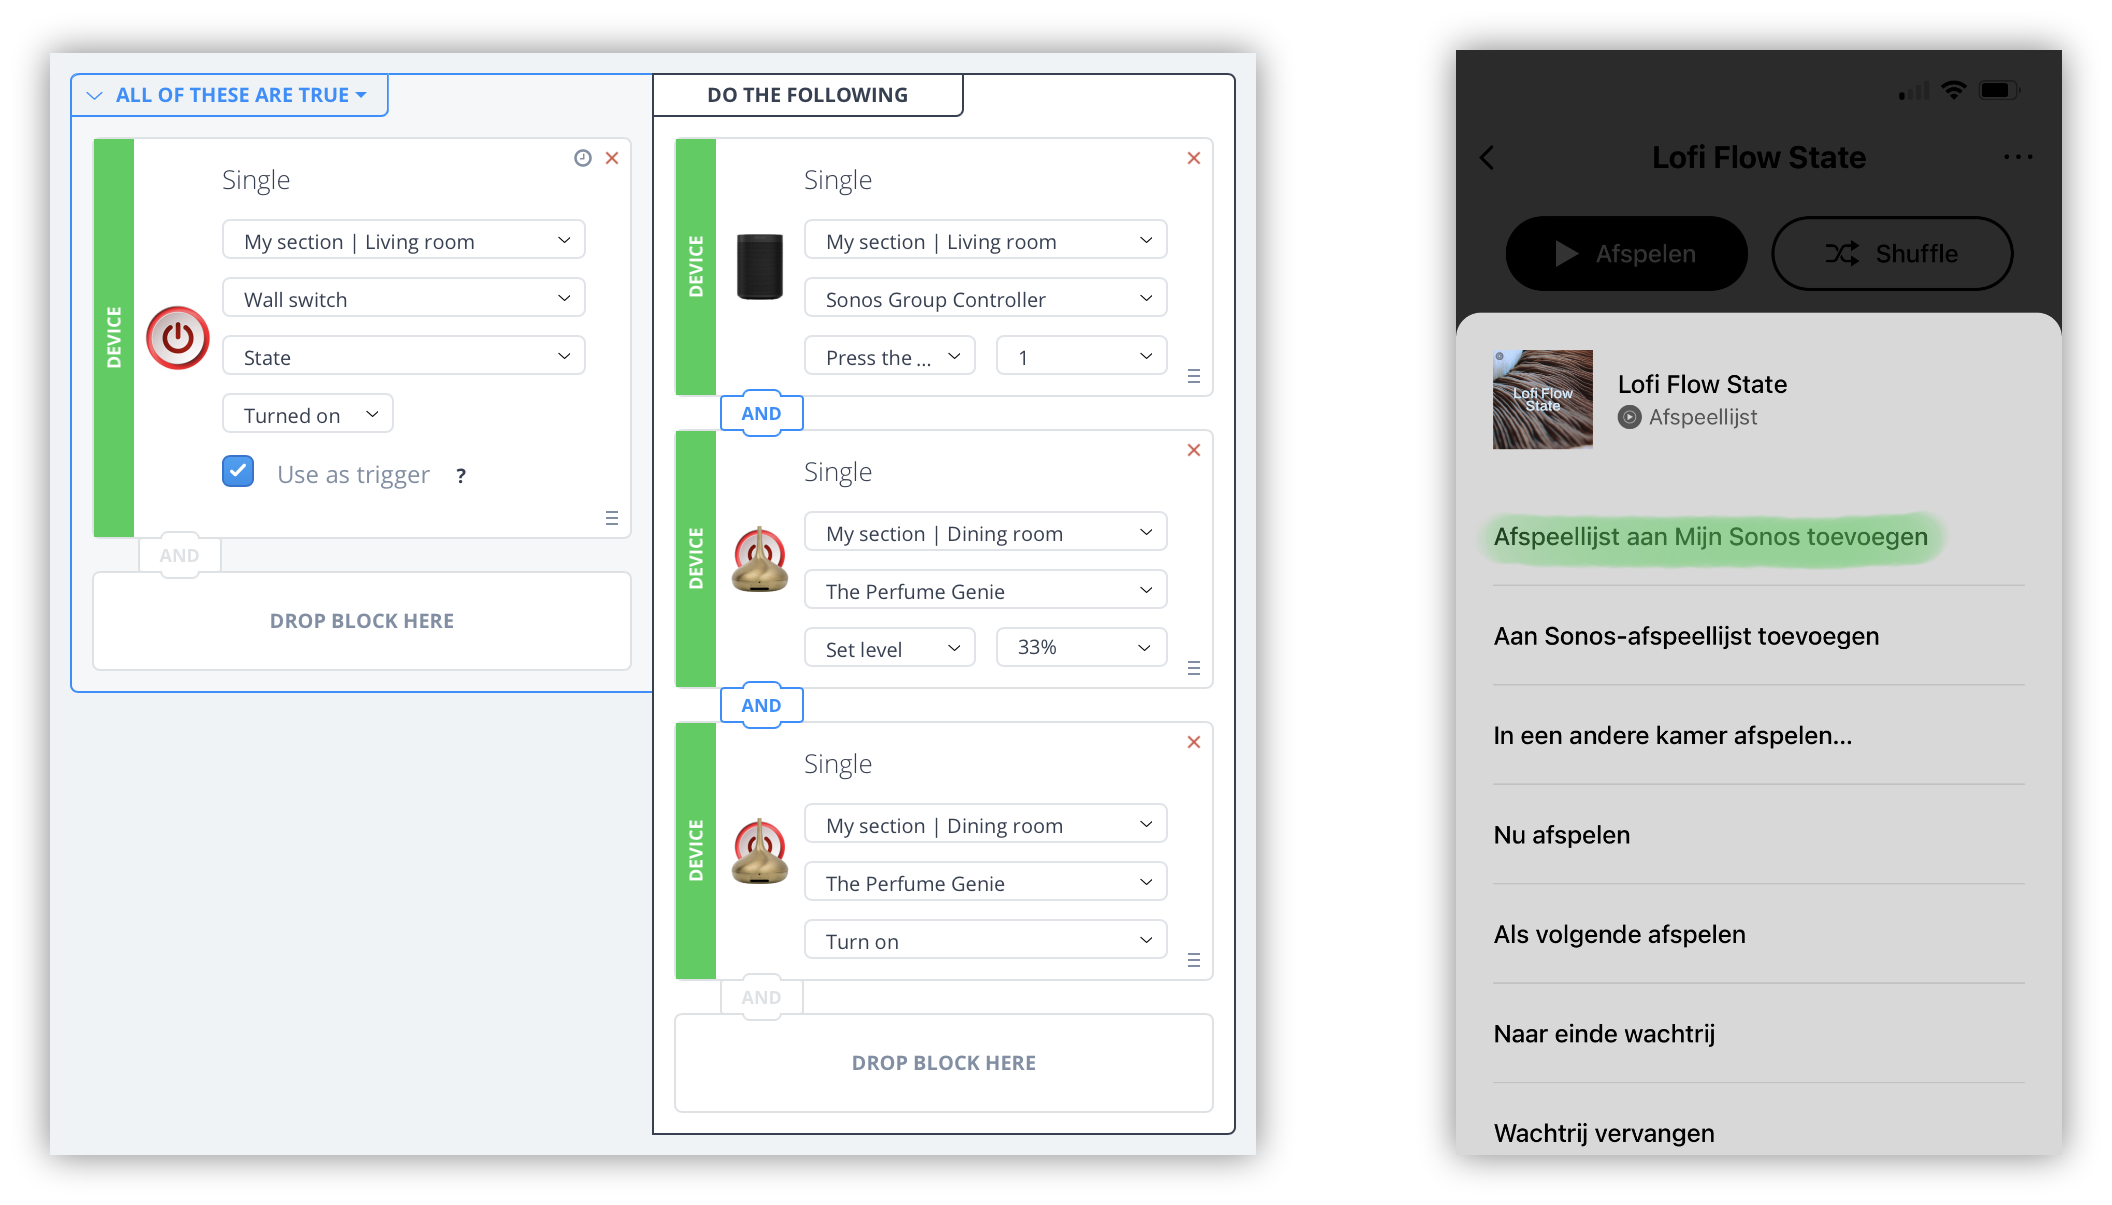 ALL OF THESE ARE TRUE
DEVICE
Single
My section | Living room
Wall switch
State
Turned on
Use as trigger ?
AND
DROP BLOCK HERE
DO THE FOLLOWING
DEVICE
Single
My section | Living room
Sonos Group Controller
Press the ... 1
AND
DEVICE
Single
My section | Dining room
The Perfume Genie
Set level 33%
AND
DEVICE
Single
My section | Dining room
The Perfume Genie
Turn on
AND
DROP BLOCK HERE
Lofi Flow State
Afspelen Shuffle
Lofi Flow
State
Lofi Flow State
Afspeellijst
Afspeellijst aan Mijn Sonos toevoegen
Aan Sonos-afspeellijst toevoegen
In een andere kamer afspelen...
Nu afspelen
Als volgende afspelen
Naar einde wachtrij
Wachtrij vervangen